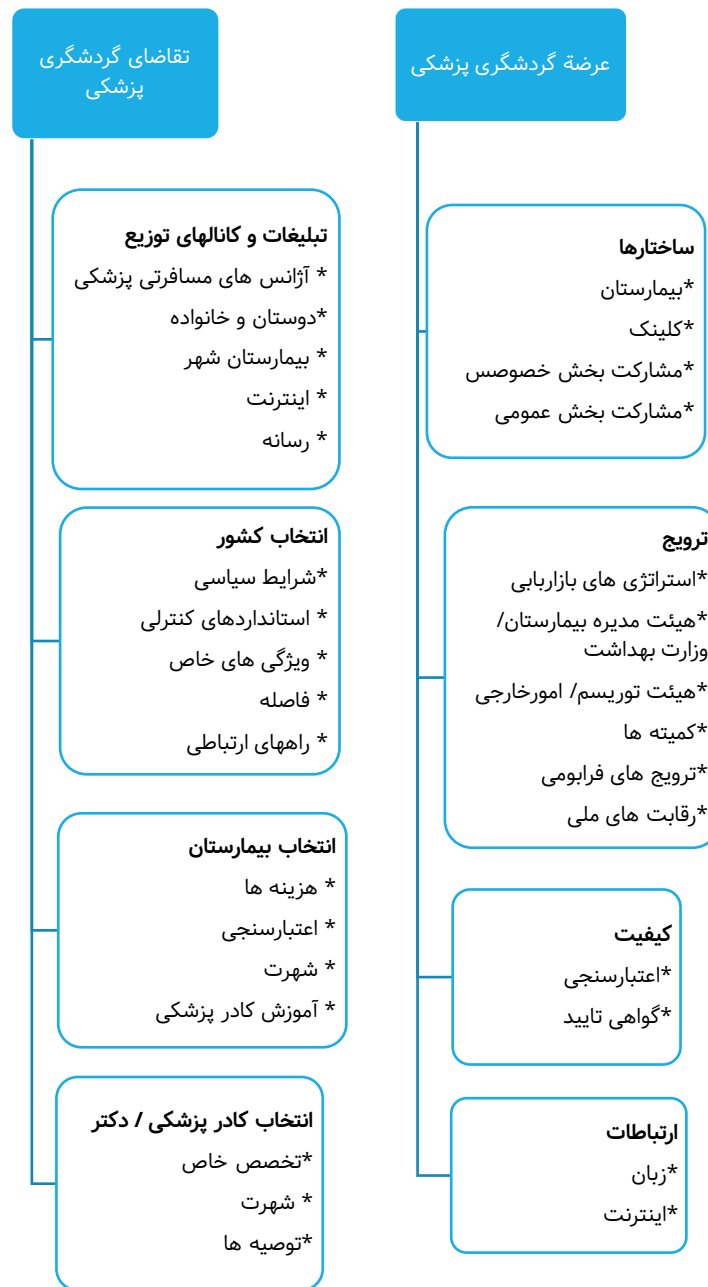 عرضة گردشگری پزشکی
ساختارها
*بیمارستان
*کلینک
*مشارکت بخش خصوصس
*مشارکت بخش عمومی
ترویج
*استراتژی های بازاریابی
*هیئت مدیره بیمارستان/
وزارت بهداشت
*هیئت توریسم/ امورخارجی
*کمیته ها
*ترویج های فرابومی
*رقابت های ملی
کیفیت
*اعتبارسنجی
*گواهی تایید
ارتباطات
*زبان
*اینترنت
تقاضای گردشگری
پزشکی
تبلیغات و کانالهای توزیع
* آژانس های مسافرتی پزشکی
*دوستان و خانواده
* بیمارستان شهر
* اینترنت
* رسانه
انتخاب کشور
*شرایط سیاسی
* استانداردهای کنترلی
* ویژگی های خاص
* فاصله
* راههای ارتباطی
انتخاب بیمارستان
* هزینه ها
* اعتبارسنجی
* شهرت
* آموزش کادر پزشکی
انتخاب کادر پزشکی / دکتر
*تخصص خاص
* شهرت
*توصیه ها